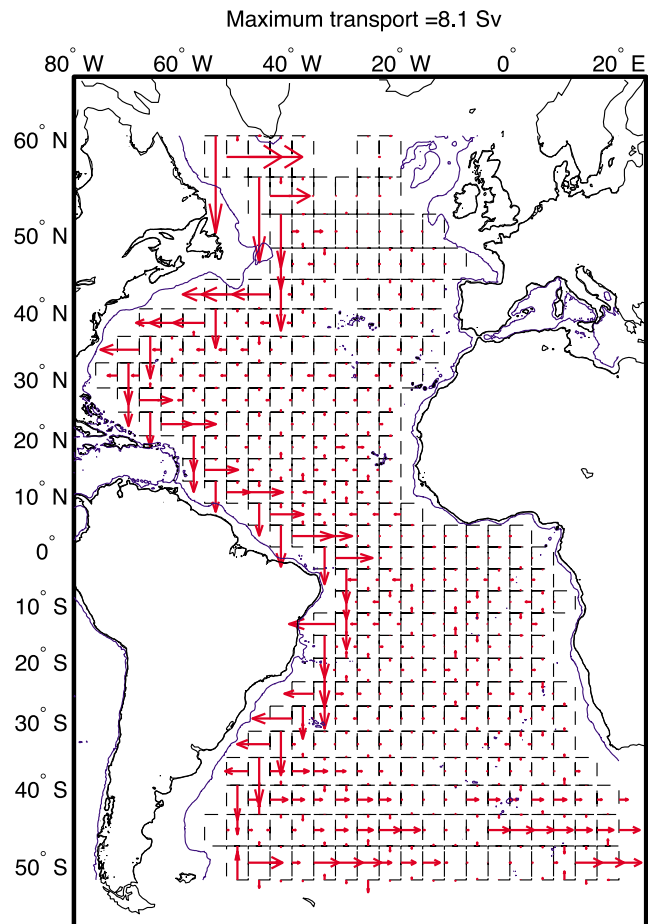 Maximum transport =8.1 Sv
80° W 60° W 40° W 20° W 0° 20° E
60° N
50° N
40° N
30° N
20° N
10° N
0°
10° S
20° S
30° S
40° S
50° S